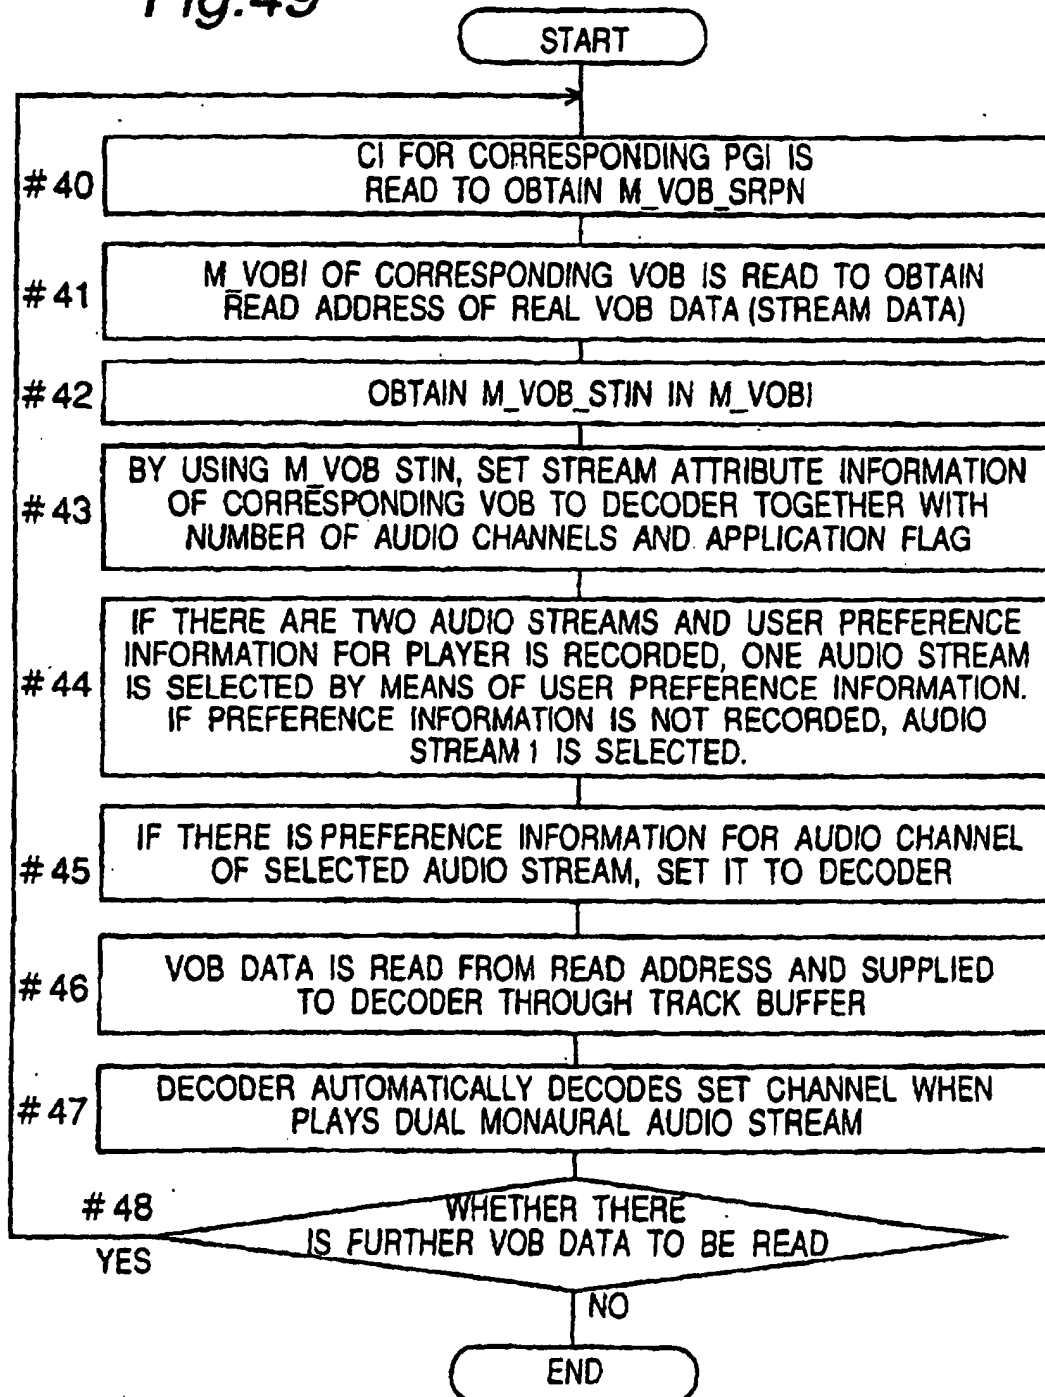 Fig.49
START
#40
CI FOR CORRESPONDING PGI IS
READ TO OBTAIN M_VOB_SRPN
#41
M_VOBI OF CORRESPONDING VOB IS READ TO OBTAIN
READ ADDRESS OF REAL VOB DATA (STREAM DATA)
#42
OBTAIN M_VOB_STIN IN M_VOBI
#43
BY USING M_VOB STIN, SET STREAM ATTRIBUTE INFORMATION
OF CORRESPONDING VOB TO DECODER TOGETHER WITH
NUMBER OF AUDIO CHANNELS AND APPLICATION FLAG
#44
IF THERE ARE TWO AUDIO STREAMS AND USER PREFERENCE
INFORMATION FOR PLAYER IS RECORDED, ONE AUDIO STREAM
IS SELECTED BY MEANS OF USER PREFERENCE INFORMATION.
IF PREFERENCE INFORMATION IS NOT RECORDED, AUDIO
STREAM 1 IS SELECTED.
#45
IF THERE IS PREFERENCE INFORMATION FOR AUDIO CHANNEL
OF SELECTED AUDIO STREAM, SET IT TO DECODER
#46
VOB DATA IS READ FROM READ ADDRESS AND SUPPLIED
TO DECODER THROUGH TRACK BUFFER
#47
DECODER AUTOMATICALLY DECODES SET CHANNEL WHEN
PLAYS DUAL MONAURAL AUDIO STREAM
#48
WHETHER THERE
IS FURTHER VOB DATA TO BE READ
YES
NO
END